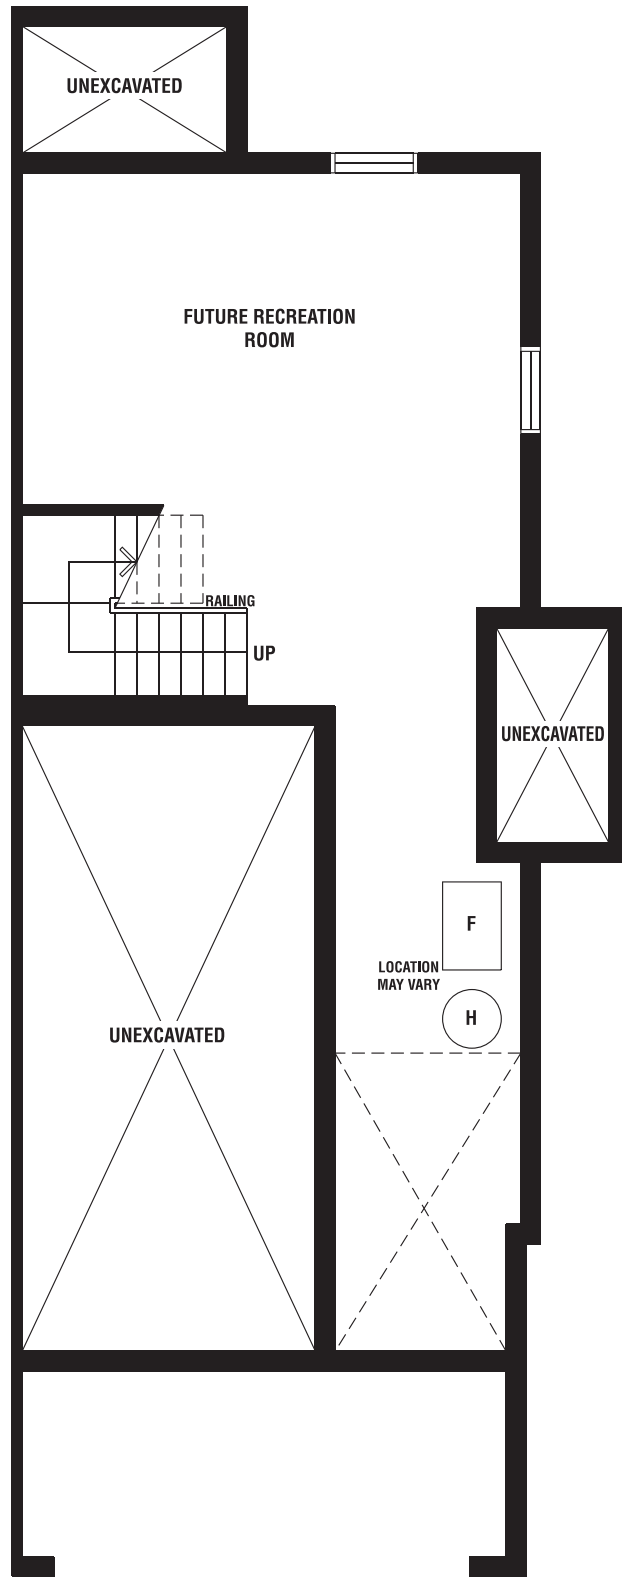 UNEXCAVATED
FUTURE RECREATION
ROOM
RAILING
UP
UNEXCAVATED
F
LOCATION
MAY VARY
H
UNEXCAVATED